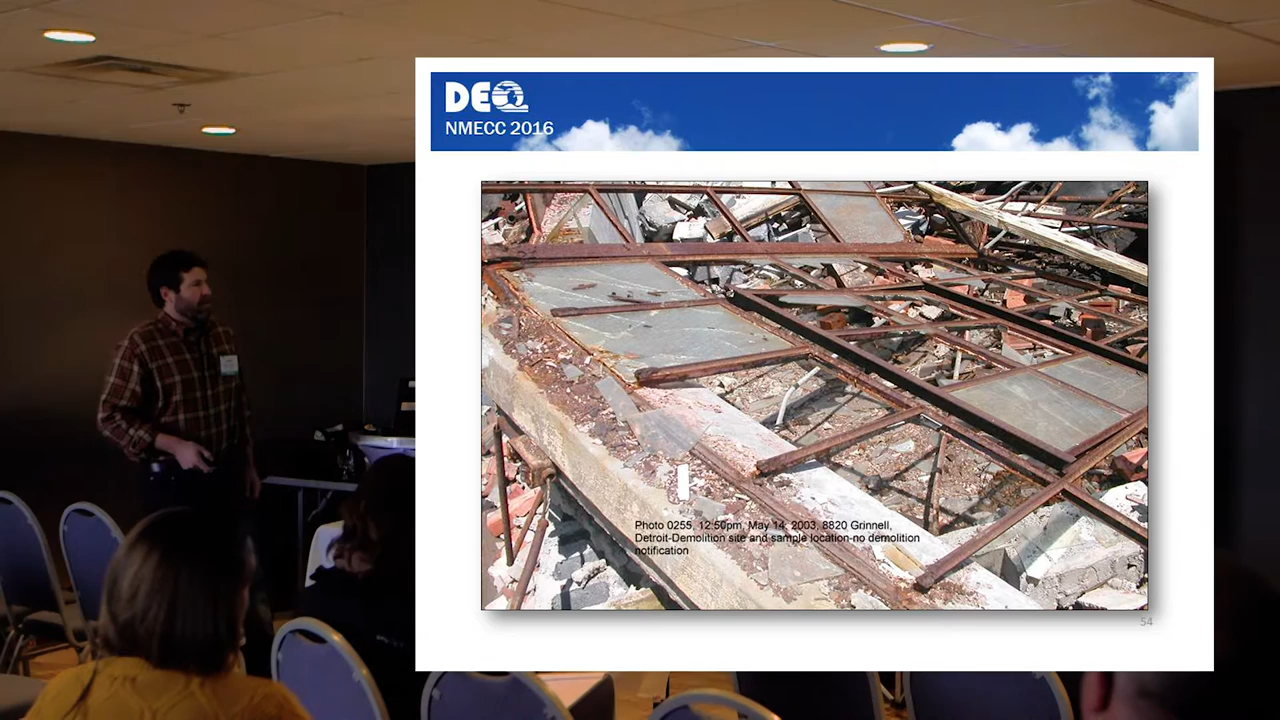 DEQ
NMECC 2016
Photo 0255, 12:50pm, May 14, 2003, 8820 Grinnell,
Detroit-Demolition site and sample location-no demolition
notification
54